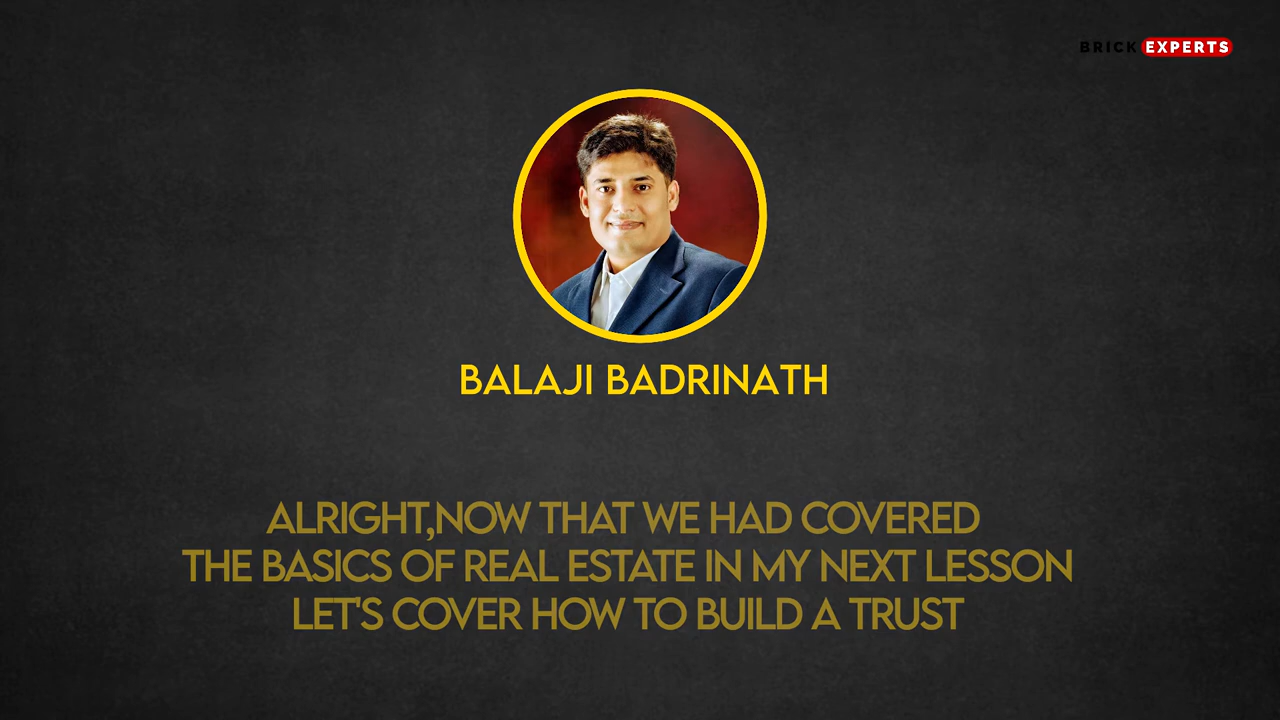 BRICK EXPERTS
BALAJI BADRINATH
ALRIGHT,NOW THAT WE HAD COVERED
THE BASICS OF REAL ESTATE IN MY NEXT LESSON
LET'S COVER HOW TO BUILD A TRUST